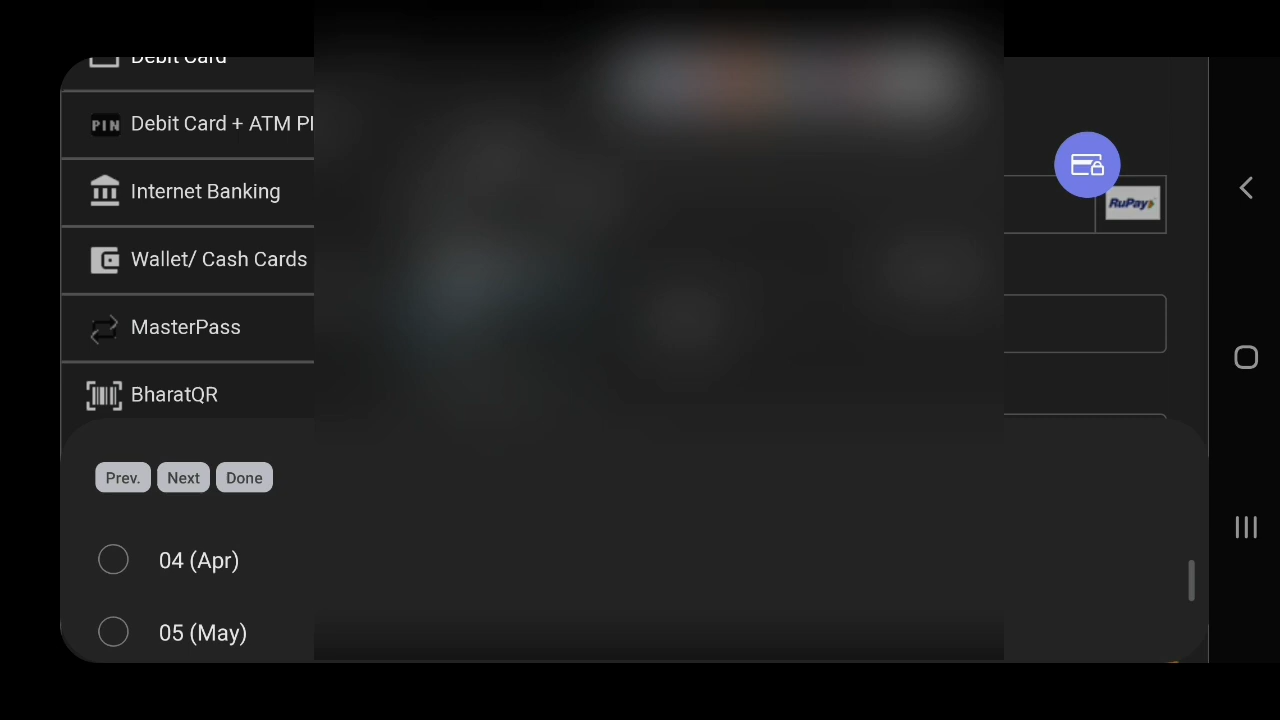 Debit Card
PIN Debit Card + ATM PI
Internet Banking
Wallet/ Cash Cards
RuPay
MasterPass
BharatQR
Prev. Next Done
04 (Apr)
05 (May)